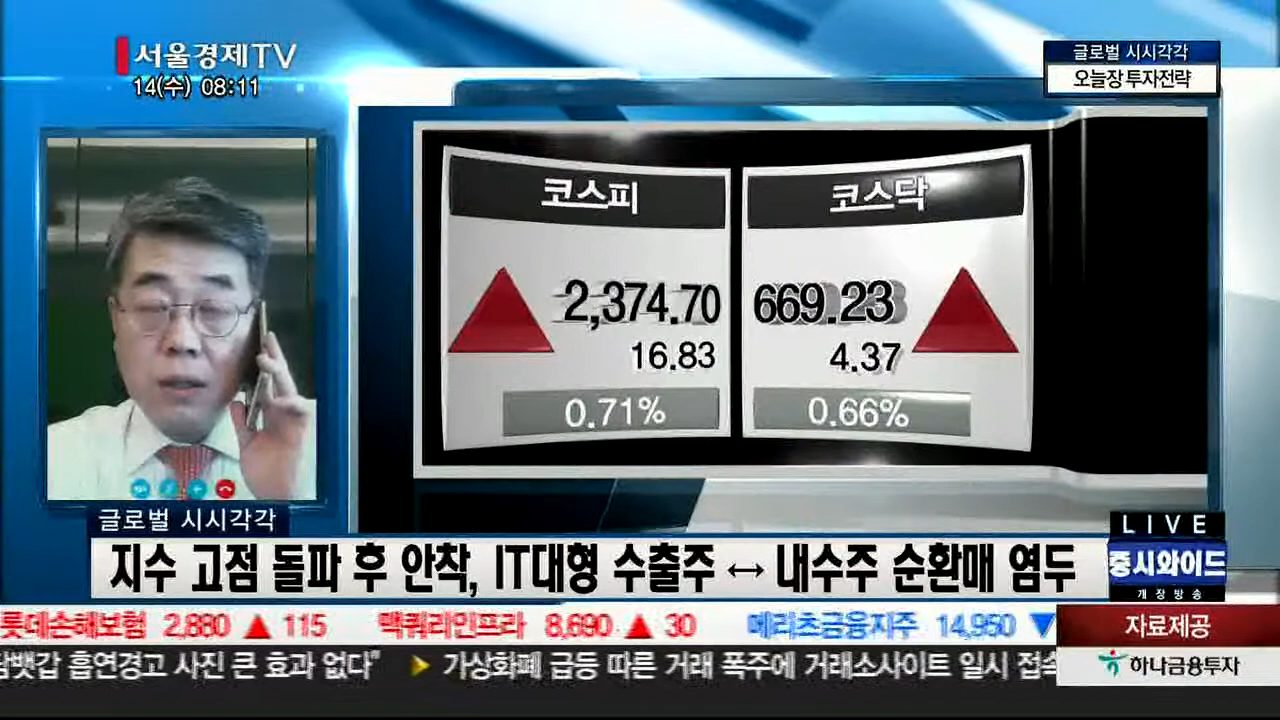 서울경제TV
14(수) 08:11
글로벌 시시각각
오늘장 투자전략
코스피
2,374.70
16.83
0.71%
코스닥
669.23
4.37
0.66%
글로벌 시시각각
지수 고점 돌파 후 안착, IT대형 수출주 ↔ 내수주 순환매 염두
LIVE
증시와이드
개장방송
롯데손해보험 2,880 ▲ 115 맥쿼리인프라 8,690 ▲ 30 메리츠금융지주 14,950 ▼
자료제공
담뱃갑 흡연경고 사진 큰 효과 없다" ▶ 가상화폐 급등 따른 거래 폭주에 거래소사이트 일시 접속
하나금융투자